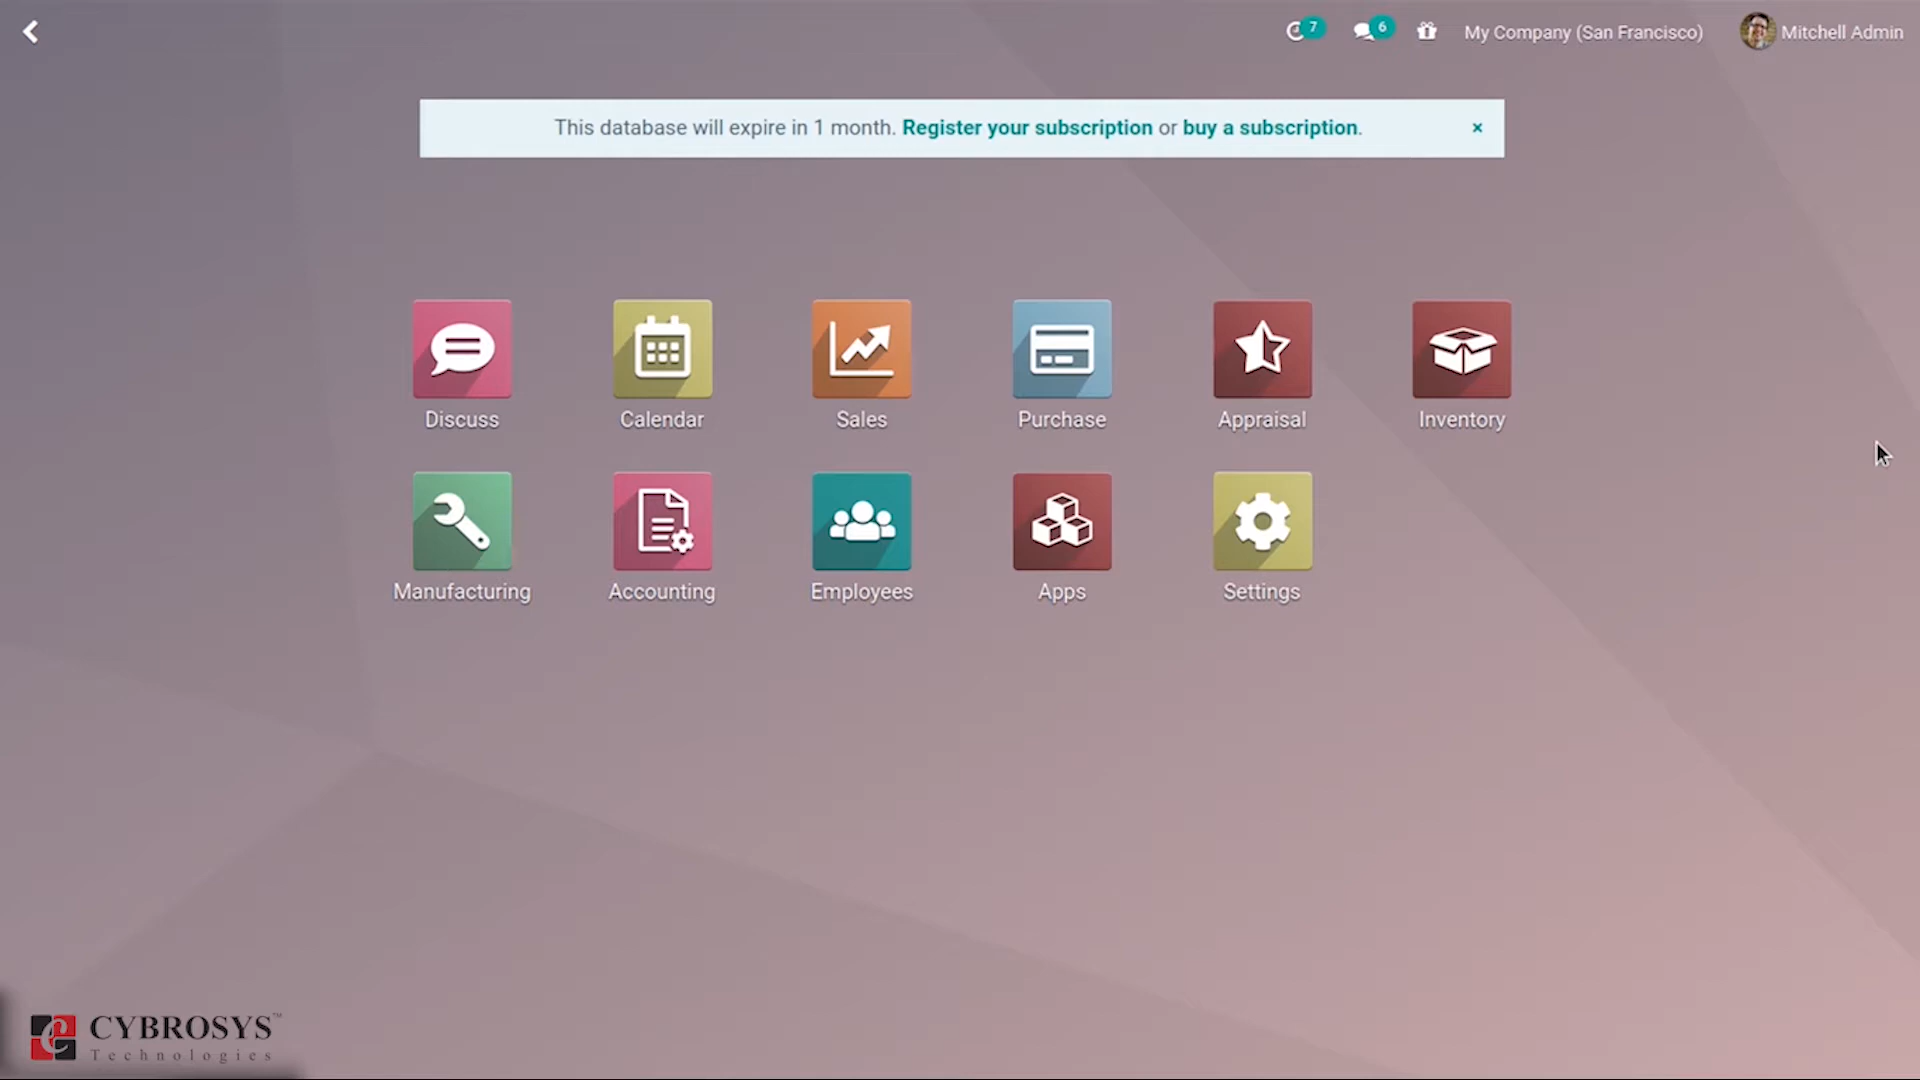 7
6
My Company (San Francisco)
Mitchell Admin
This database will expire in 1 month. Register your subscription or buy a subscription.
×
Discuss
Calendar
Sales
Purchase
Appraisal
Inventory
Manufacturing
Accounting
Employees
Apps
Settings
CYBROSYS™
Technologies